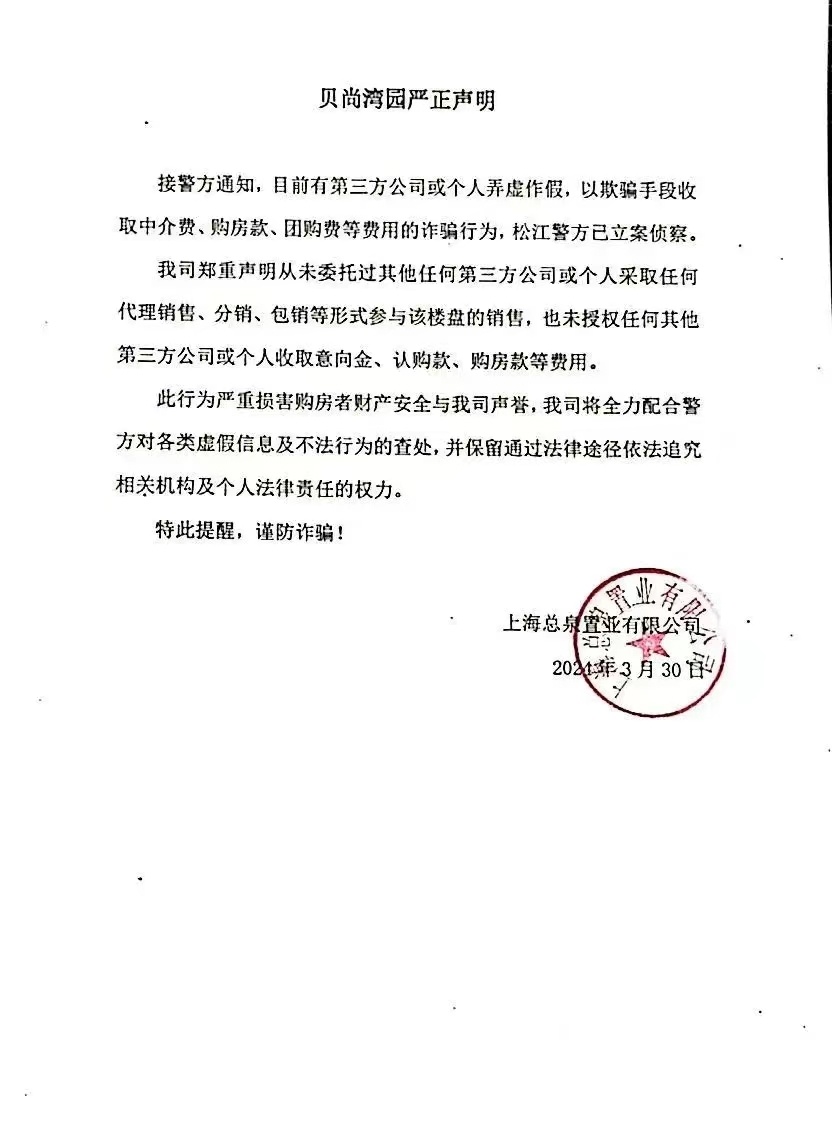 贝尚湾园严正声明
接警方通知，目前有第三方公司或个人弄虚作假，以欺骗手段收
取中介费、购房款、团购费等费用的诈骗行为，松江警方已立案侦察。
我司郑重声明从未委托过其他任何第三方公司或个人采取任何
代理销售、分销、包销等形式参与该楼盘的销售，也未授权任何其他
第三方公司或个人收取意向金、认购款、购房款等费用。
此行为严重损害购房者财产安全与我司声誉，我司将全力配合警
方对各类虚假信息及不法行为的查处，并保留通过法律途径依法追究
相关机构及个人法律责任的权力。
特此提醒，谨防诈骗！
上海总泉置业有限公司
年3月30日
置业有限公司